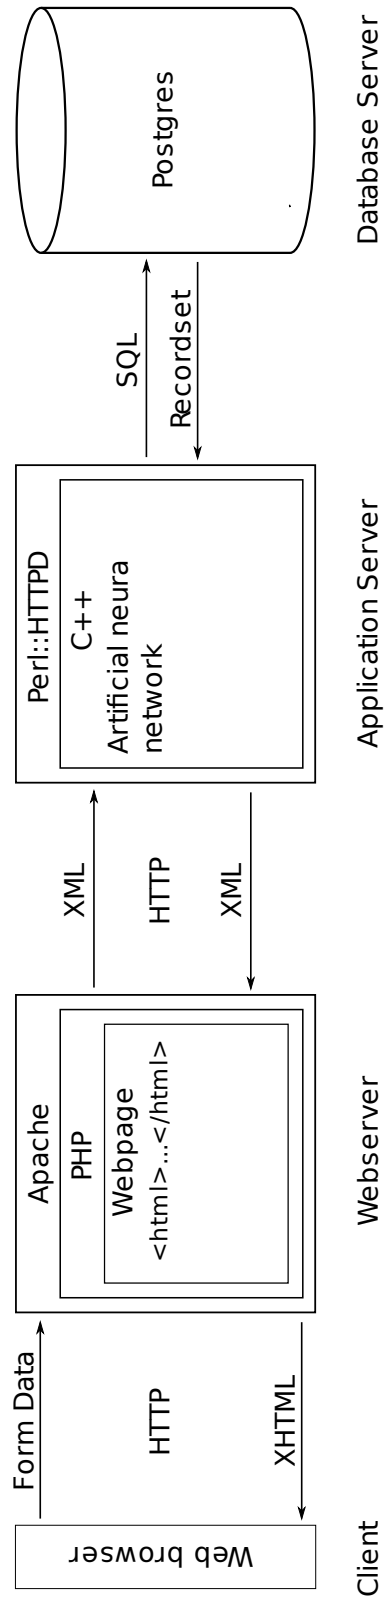 Web browser
Client
Form Data
HTTP
XHTML
Apache
PHP
Webpage
<html>...</html>
Webserver
XML
HTTP
XML
Perl::HTTPD
C++
Artificial neura
network
Application Server
SQL
Recordset
Postgres
Database Server